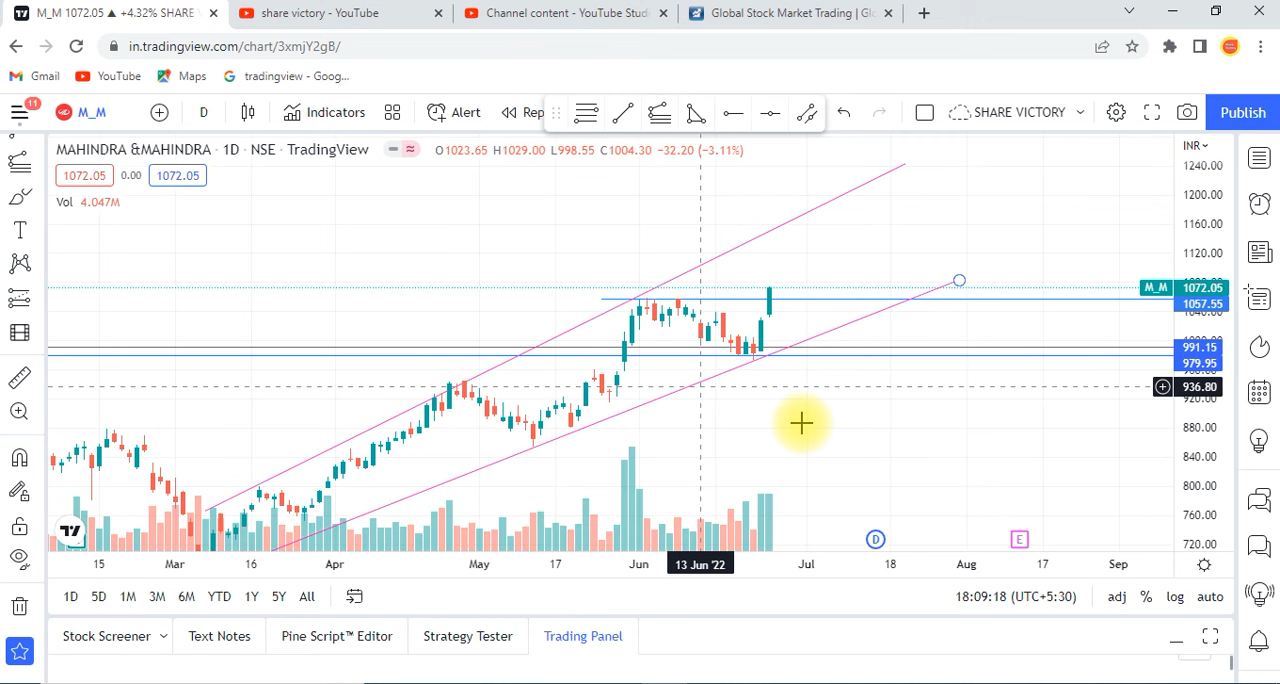 M_M 1072.05 ▲ +4.32% SHARE
share victory - YouTube
Channel content - YouTube Studi
Global Stock Market Trading | Glo
in.tradingview.com/chart/3xmjY2gB/
Gmail YouTube Maps tradingview - Goog...
11
M_M D Indicators Alert Rep SHARE VICTORY Publish
MAHINDRA &MAHINDRA · 1D · NSE · TradingView O1023.65 H1029.00 L998.55 C1004.30 −32.20 (−3.11%)
1072.05 0.00 1072.05
Vol 4.047M
INR
1240.00
1200.00
1160.00
1120.00
M_M 1072.05
1057.55
1040.00
991.15
979.95
936.80
920.00
880.00
840.00
800.00
760.00
720.00
D E
15 Mar 16 Apr May 17 Jun 13 Jun '22 Jul 18 Aug 17 Sep
1D 5D 1M 3M 6M YTD 1Y 5Y All 18:09:18 (UTC+5:30) adj % log auto
Stock Screener Text Notes Pine Script™ Editor Strategy Tester Trading Panel